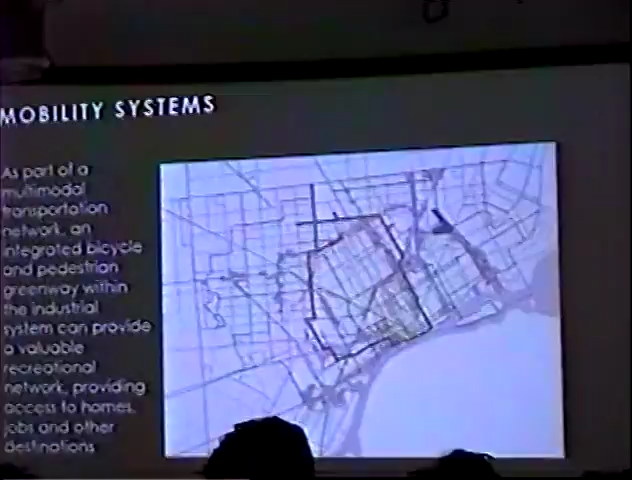 MOBILITY SYSTEMS
As part of a
multimodal
transportation
network, an
integrated bicycle
and pedestrian
greenway within
the industrial
system can provide
a valuable
recreational
network, providing
access to homes,
jobs and other
destinations